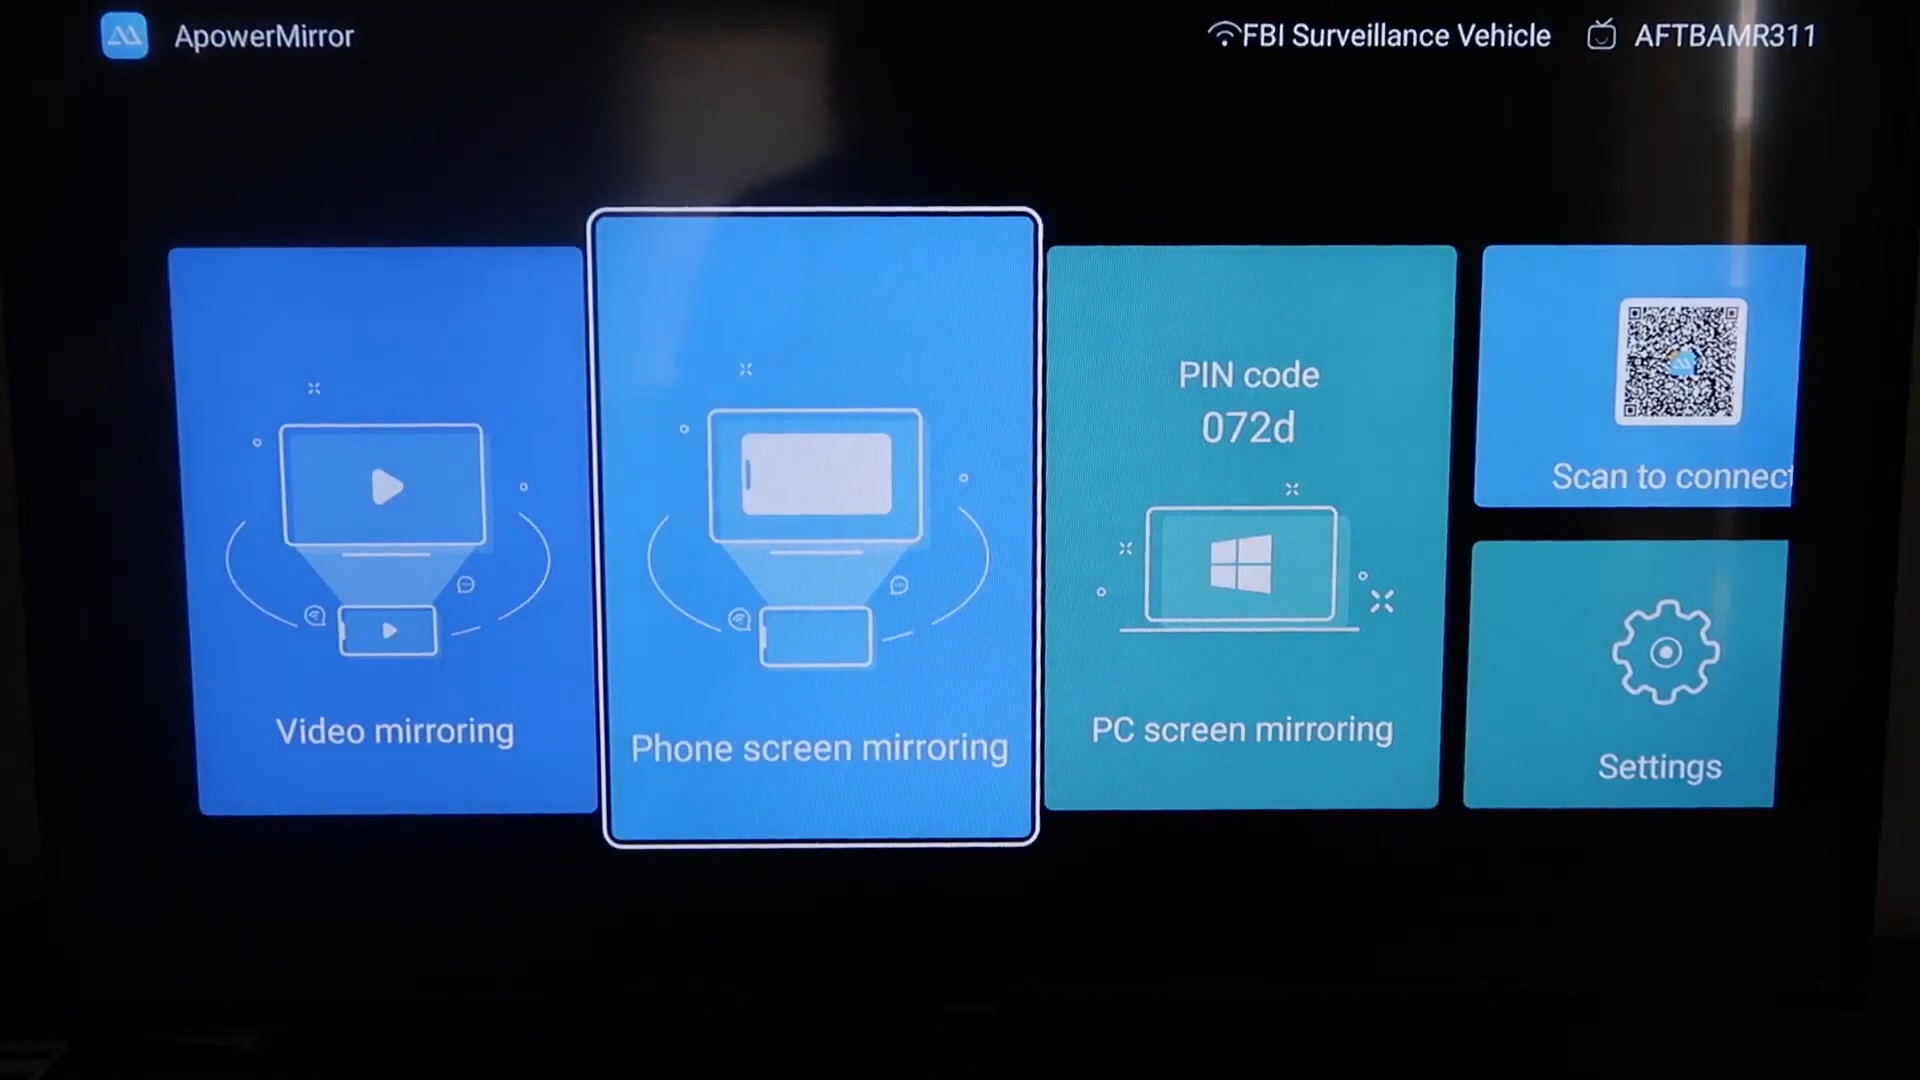 ApowerMirror
FBI Surveillance Vehicle
AFTBAMR311
Video mirroring
Phone screen mirroring
PIN code
072d
PC screen mirroring
Scan to connect
Settings